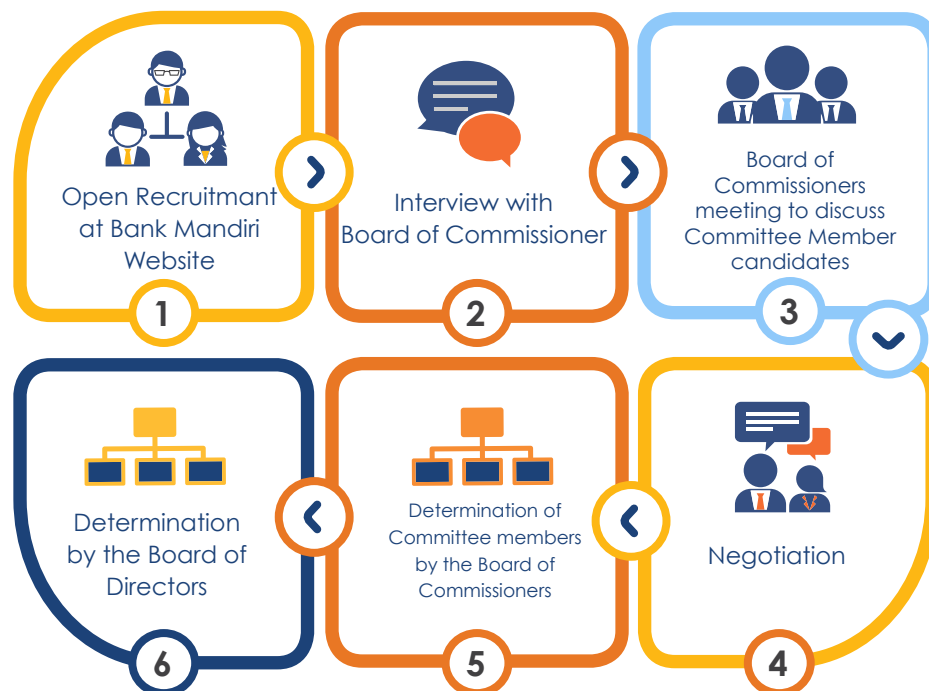 Open Recruitmant
at Bank Mandiri
Website
1
Interview with
Board of Commissioner
2
Board of
Commissioners
meeting to discuss
Committee Member
candidates
3
Negotiation
4
Determination of
Committee members
by the Board of
Commissioners
5
Determination
by the Board of
Directors
6